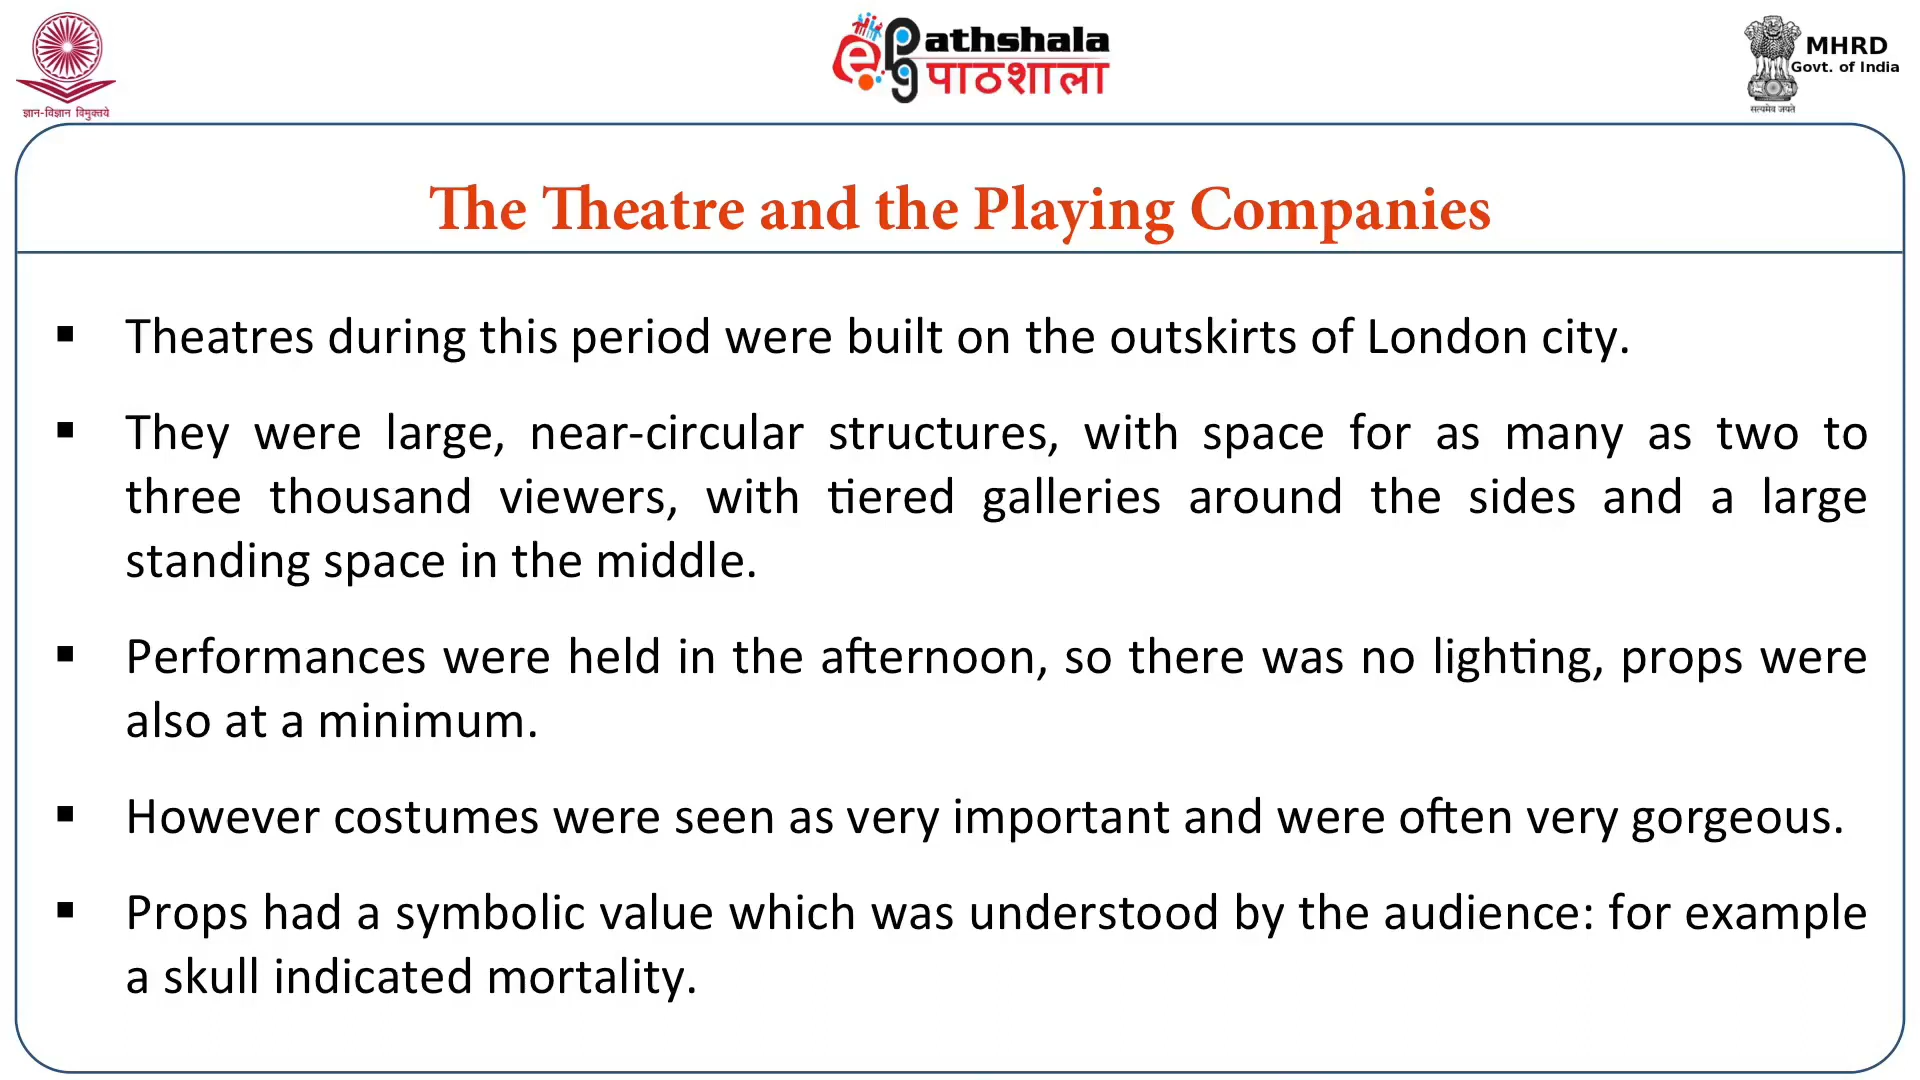 ज्ञान-विज्ञान विमुक्तये
ePathshala
पाठशाला
MHRD
Govt. of India
सत्यमेव जयते
The Theatre and the Playing Companies
▪ Theatres during this period were built on the outskirts of London city.
▪ They were large, near-circular structures, with space for as many as two to
three thousand viewers, with tiered galleries around the sides and a large
standing space in the middle.
▪ Performances were held in the afternoon, so there was no lighting, props were
also at a minimum.
▪ However costumes were seen as very important and were often very gorgeous.
▪ Props had a symbolic value which was understood by the audience: for example
a skull indicated mortality.